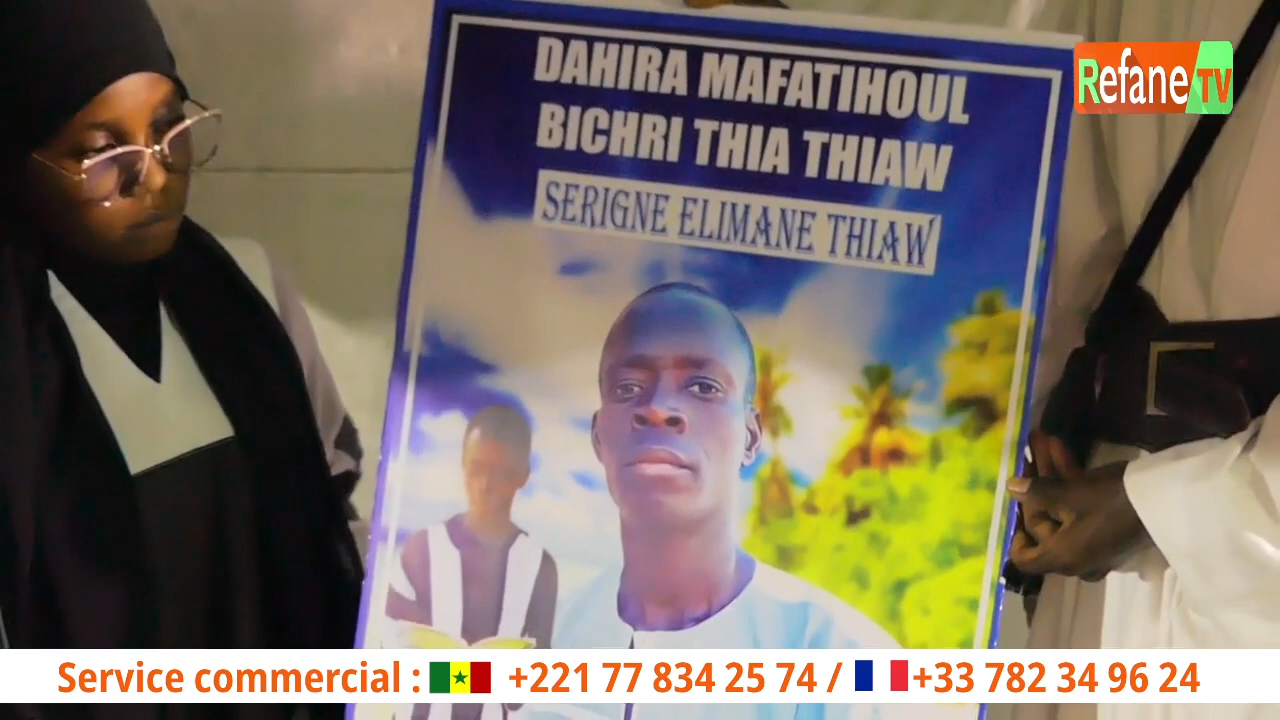 DAHIRA MAFATIHOUL
BICHRI THIA THIAW
SERIGNE ELIMANE THIAW
Refane TV
Service commercial : +221 77 834 25 74 / +33 782 34 96 24